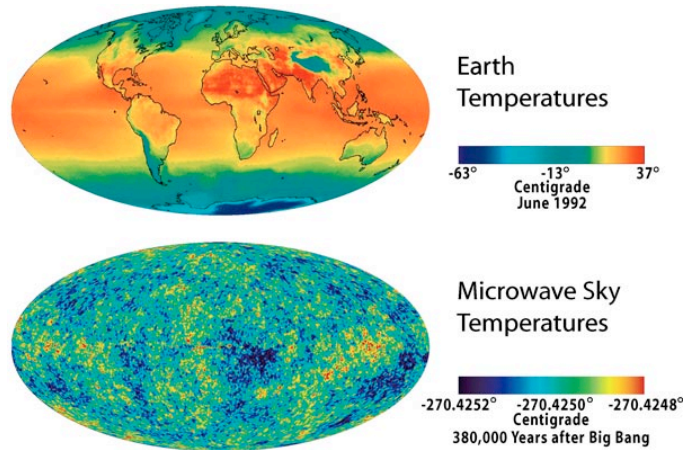 Earth
Temperatures
-63° -13° 37°
Centigrade
June 1992
Microwave Sky
Temperatures
-270.4252° -270.4250° -270.4248°
Centigrade
380,000 Years after Big Bang